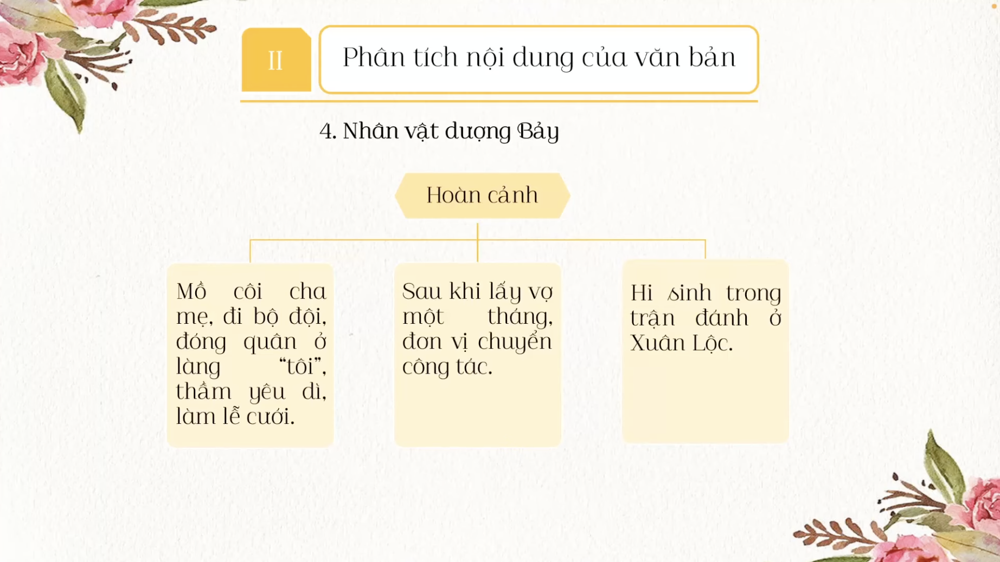 II
Phân tích nội dung của văn bản
4. Nhân vật dượng Bảy
Hoàn cảnh
Mồ côi cha
mẹ, đi bộ đội,
đóng quân ở
làng “tôi”,
thầm yêu dì,
làm lễ cưới.
Sau khi lấy vợ
một tháng,
đơn vị chuyển
công tác.
Hi sinh trong
trận đánh ở
Xuân Lộc.